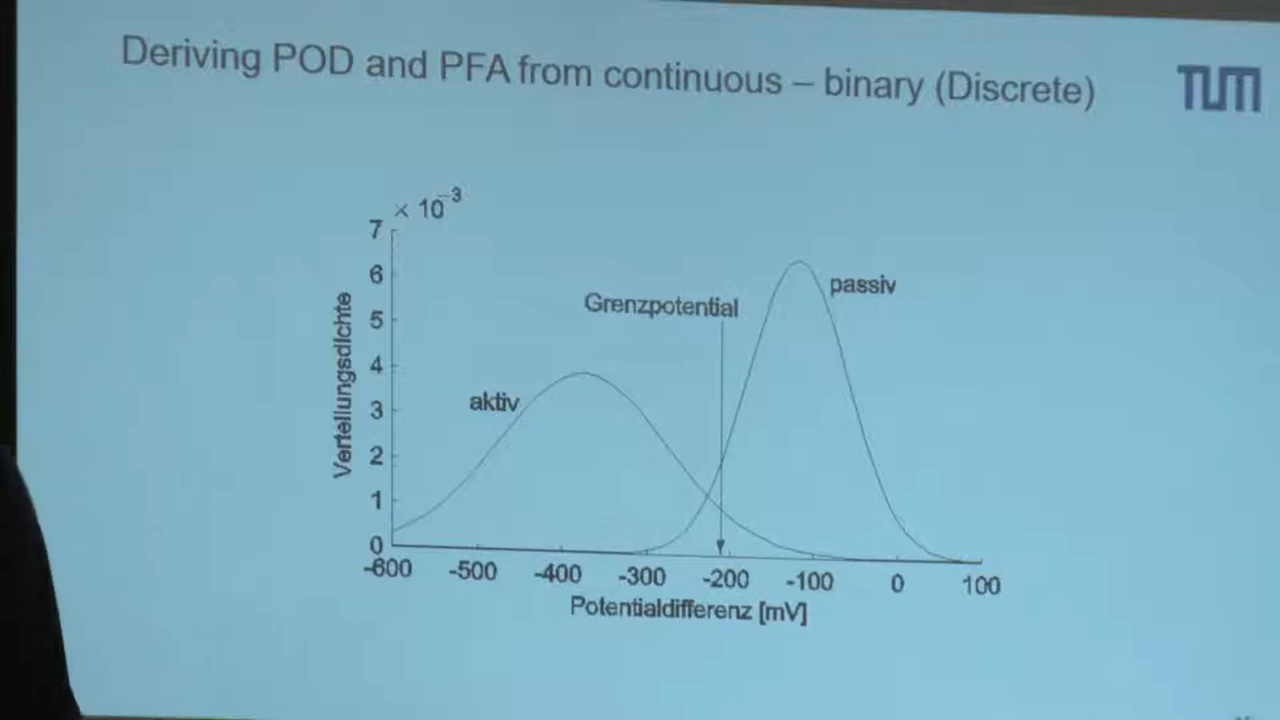 Deriving POD and PFA from continuous – binary (Discrete)
TUM
× 10⁻³
7
6
5
4
3
2
1
0
Verteilungsdichte
Grenzpotential
passiv
aktiv
-600 -500 -400 -300 -200 -100 0 100
Potentialdifferenz [mV]